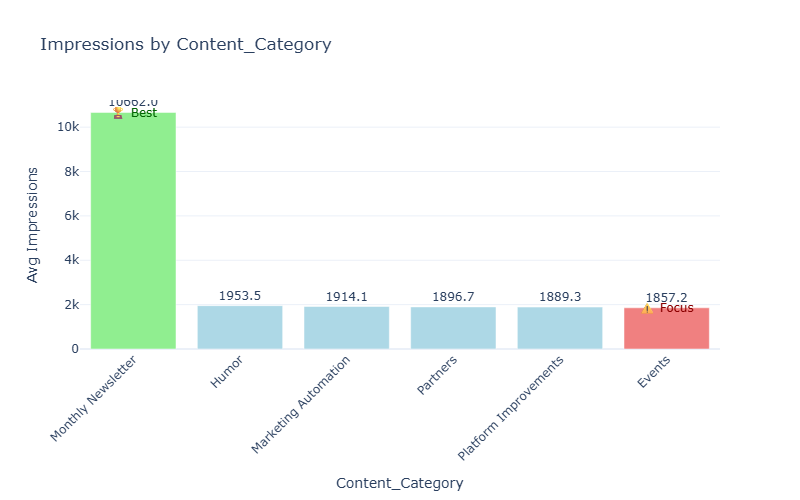 Impressions by Content_Category
10662.0
🏆 Best
10k
8k
6k
4k
2k
0
Avg Impressions
1953.5
1914.1
1896.7
1889.3
1857.2
⚠️ Focus
Monthly Newsletter
Humor
Marketing Automation
Partners
Platform Improvements
Events
Content_Category